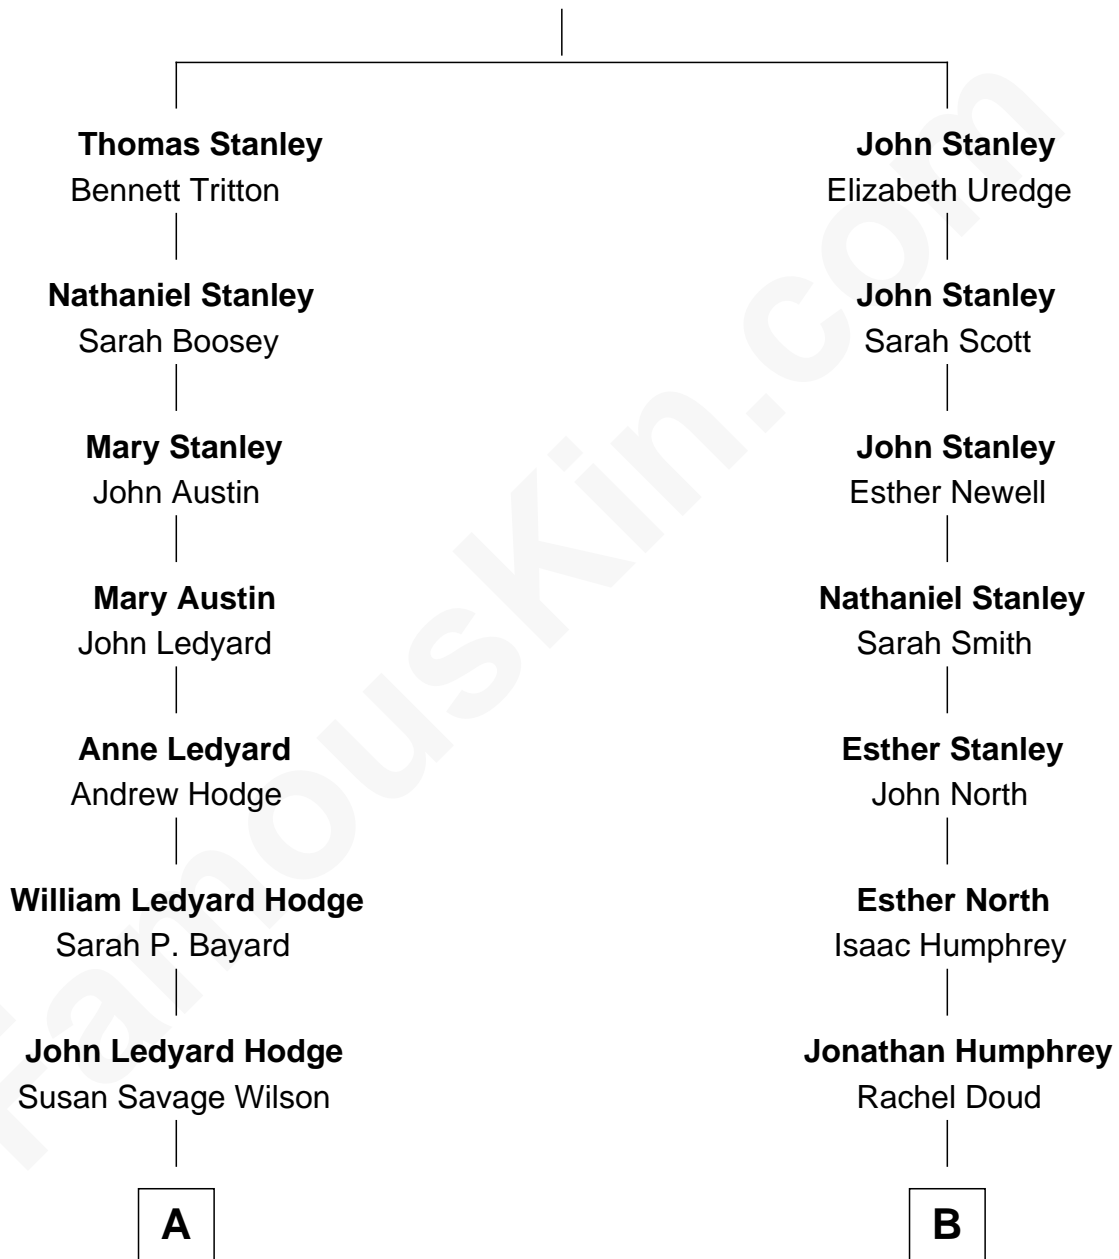 Thomas Stanley
Bennett Tritton
Nathaniel Stanley
Sarah Boosey
Mary Stanley
John Austin
Mary Austin
John Ledyard
Anne Ledyard
Andrew Hodge
William Ledyard Hodge
Sarah P. Bayard
John Ledyard Hodge
Susan Savage Wilson
A
John Stanley
Elizabeth Uredge
John Stanley
Sarah Scott
John Stanley
Esther Newell
Nathaniel Stanley
Sarah Smith
Esther Stanley
John North
Esther North
Isaac Humphrey
Jonathan Humphrey
Rachel Doud
B
FamousKin.com